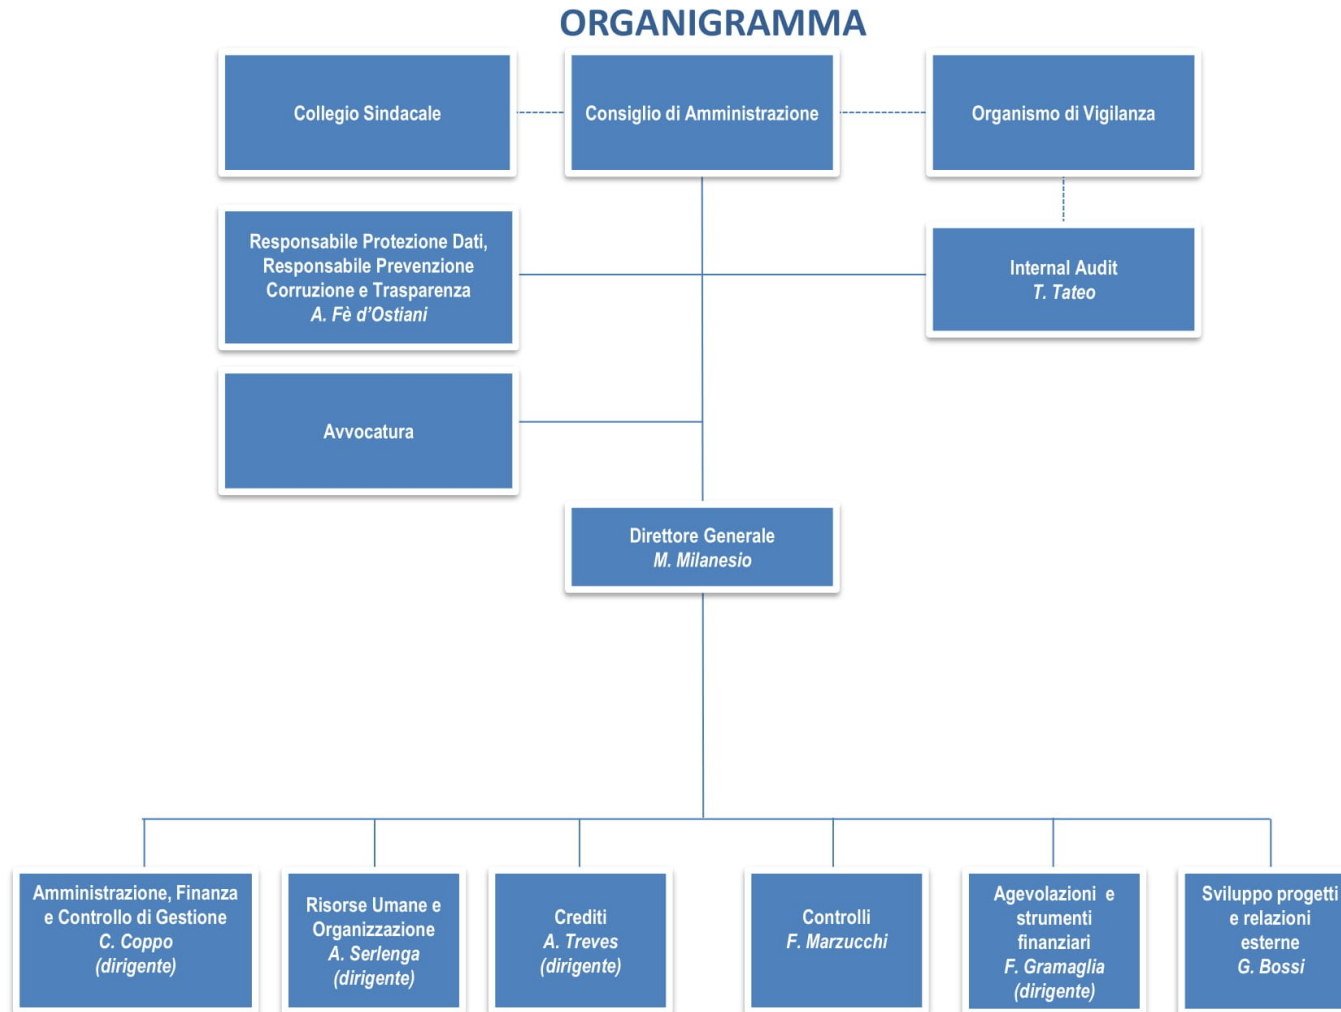 ORGANIGRAMMA
Collegio Sindacale
Consiglio di Amministrazione
Organismo di Vigilanza
Responsabile Protezione Dati,
Responsabile Prevenzione
Corruzione e Trasparenza
A. Fè d’Ostiani
Internal Audit
T. Tateo
Avvocatura
Direttore Generale
M. Milanesio
Amministrazione, Finanza
e Controllo di Gestione
C. Coppo
(dirigente)
Risorse Umane e
Organizzazione
A. Serlenga
(dirigente)
Crediti
A. Treves
(dirigente)
Controlli
F. Marzucchi
Agevolazioni e
strumenti
finanziari
F. Gramaglia
(dirigente)
Sviluppo progetti
e relazioni
esterne
G. Bossi